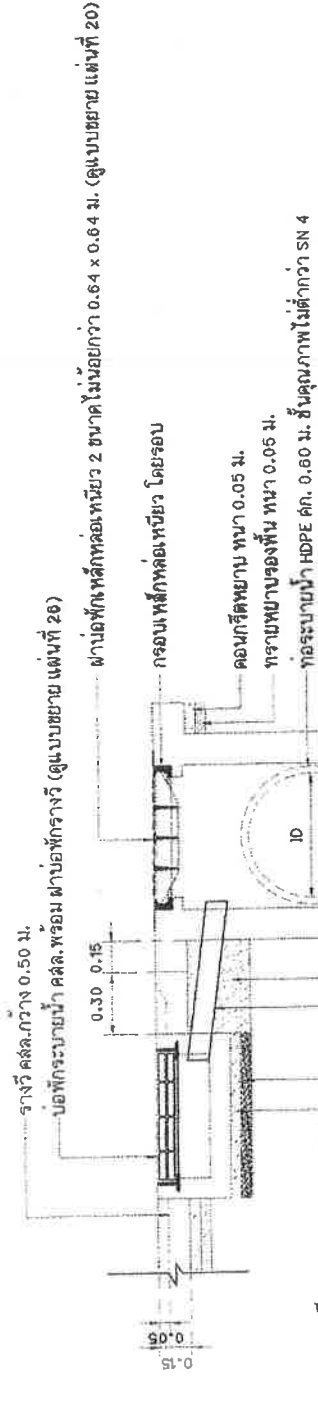 รางวี คสล.กว้าง 0.50 ม.
บ่อพักระบายน้ำ คสล.พร้อม ฝาบ่อพักรางวี (ดูแบบขยาย แผ่นที่ 26)
ฝาบ่อพักเหล็กหล่อเหนียว 2 ขนาดไม่น้อยกว่า 0.64 x 0.64 ม. (ดูแบบขยาย แผ่นที่ 20)
กรอบเหล็กหล่อเหนียว โดยรอบ
คอนกรีตหยาบ หนา 0.05 ม.
ทรายหยาบรองพื้น หนา 0.05 ม.
ท่อระบายน้ำ HDPE ศก. 0.60 ม. ชั้นคุณภาพไม่ต่ำกว่า SN 4
0.30 0.15
ID
0.05
0.15